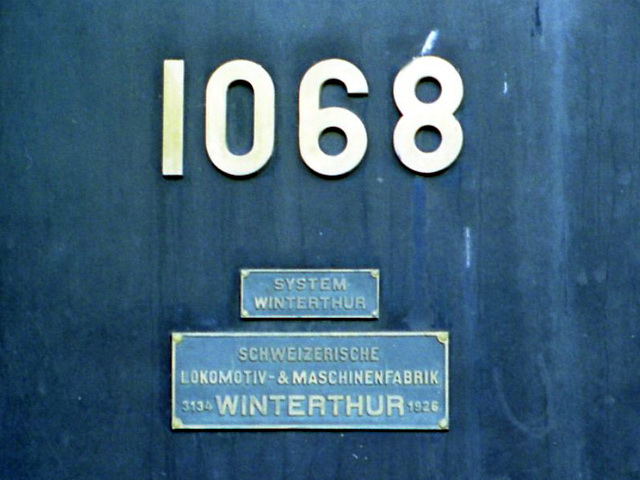 1068
SYSTEM
WINTERTHUR
SCHWEIZERISCHE
LOKOMOTIV-& MASCHINENFABRIK
3134 WINTERTHUR 1926